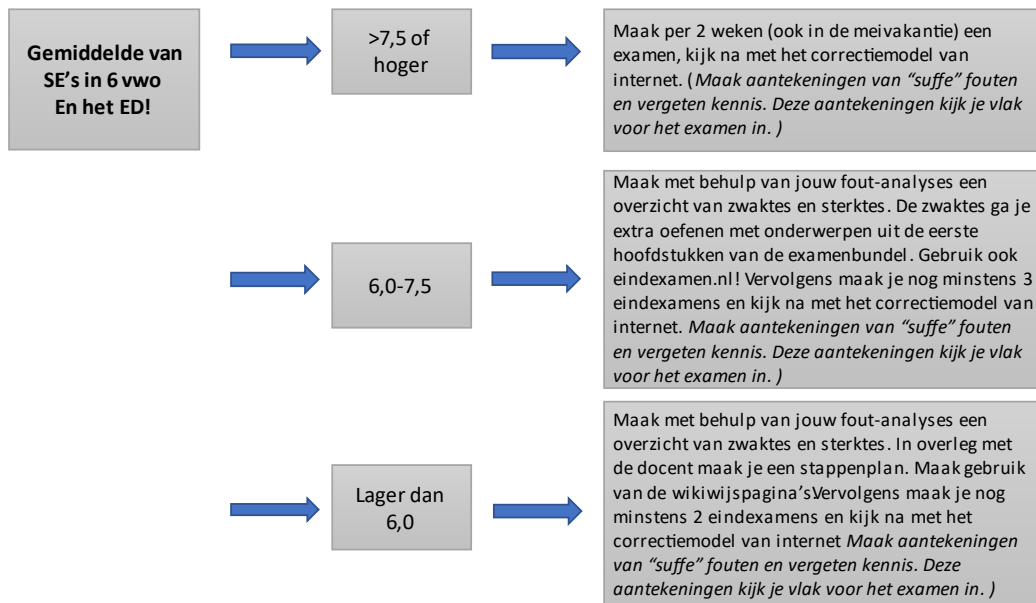 Gemiddelde van
SE’s in 6 vwo
En het ED!
>7,5 of
hoger
Maak per 2 weken (ook in de meivakantie) een
examen, kijk na met het correctiemodel van
internet. (Maak aantekeningen van “suffe” fouten
en vergeten kennis. Deze aantekeningen kijk je vlak
voor het examen in. )
6,0-7,5
Maak met behulp van jouw fout-analyses een
overzicht van zwaktes en sterktes. De zwaktes ga je
extra oefenen met onderwerpen uit de eerste
hoofdstukken van de examenbundel. Gebruik ook
eindexamen.nl! Vervolgens maak je nog minstens 3
eindexamens en kijk na met het correctiemodel van
internet. Maak aantekeningen van “suffe” fouten
en vergeten kennis. Deze aantekeningen kijk je vlak
voor het examen in. )
Lager dan
6,0
Maak met behulp van jouw fout-analyses een
overzicht van zwaktes en sterktes. In overleg met
de docent maak je een stappenplan. Maak gebruik
van de wikiwijspagina’s.Vervolgens maak je nog
minstens 2 eindexamens en kijk na met het
correctiemodel van internet Maak aantekeningen
van “suffe” fouten en vergeten kennis. Deze
aantekeningen kijk je vlak voor het examen in. )